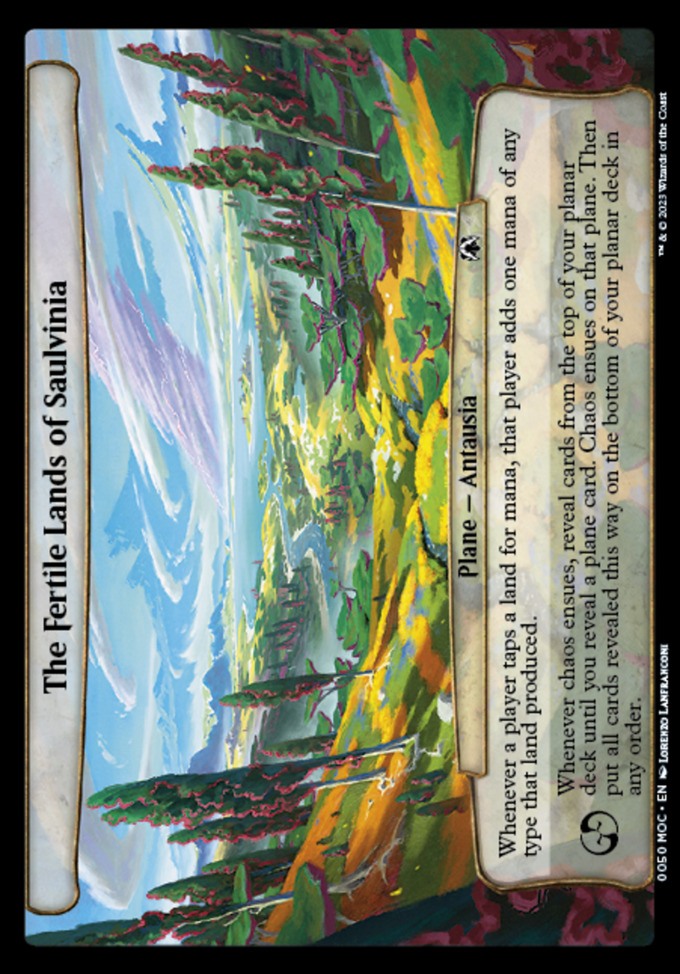 The Fertile Lands of Saulvinia
Plane — Antausia
Whenever a player taps a land for mana, that player adds one mana of any
type that land produced.
Whenever chaos ensues, reveal cards from the top of your planar
deck until you reveal a plane card. Chaos ensues on that plane. Then
put all cards revealed this way on the bottom of your planar deck in
any order.
0050 MOC • EN Lorenzo Lanfranconi
™ & © 2023 Wizards of the Coast